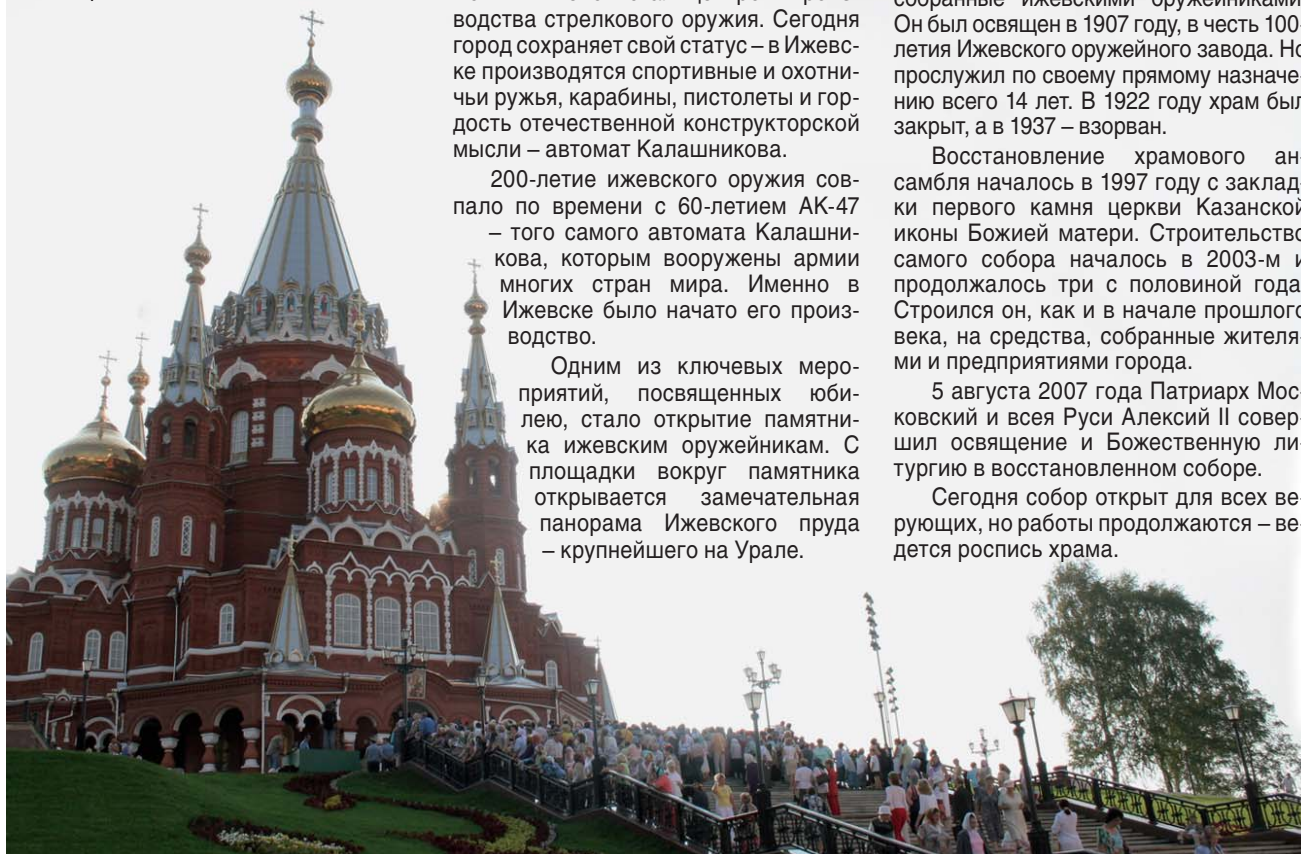 водства стрелкового оружия. Сегодня
город сохраняет свой статус – в Ижевс-
ке производятся спортивные и охотни-
чьи ружья, карабины, пистолеты и гор-
дость отечественной конструкторской
мысли – автомат Калашникова.
200-летие ижевского оружия сов-
пало по времени с 60-летием АК-47
– того самого автомата Калашни-
кова, которым вооружены армии
многих стран мира. Именно в
Ижевске было начато его произ-
водство.
Одним из ключевых меро-
приятий, посвященных юби-
лею, стало открытие памятни-
ка ижевским оружейникам. С
площадки вокруг памятника
открывается замечательная
панорама Ижевского пруда
– крупнейшего на Урале.
собранные ижевскими оружейниками
Он был освящен в 1907 году, в честь 100-
летия Ижевского оружейного завода. Но
прослужил по своему прямому назначе-
нию всего 14 лет. В 1922 году храм был
закрыт, а в 1937 – взорван.
Восстановление храмового ан-
самбля началось в 1997 году с заклад-
ки первого камня церкви Казанской
иконы Божией матери. Строительство
самого собора началось в 2003-м и
продолжалось три с половиной года
Строился он, как и в начале прошлого
века, на средства, собранные жителя-
ми и предприятиями города.
5 августа 2007 года Патриарх Мос-
ковский и всея Руси Алексий II совер-
шил освящение и Божественную ли-
тургию в восстановленном соборе.
Сегодня собор открыт для всех ве-
рующих, но работы продолжаются – ве-
дется роспись храма.